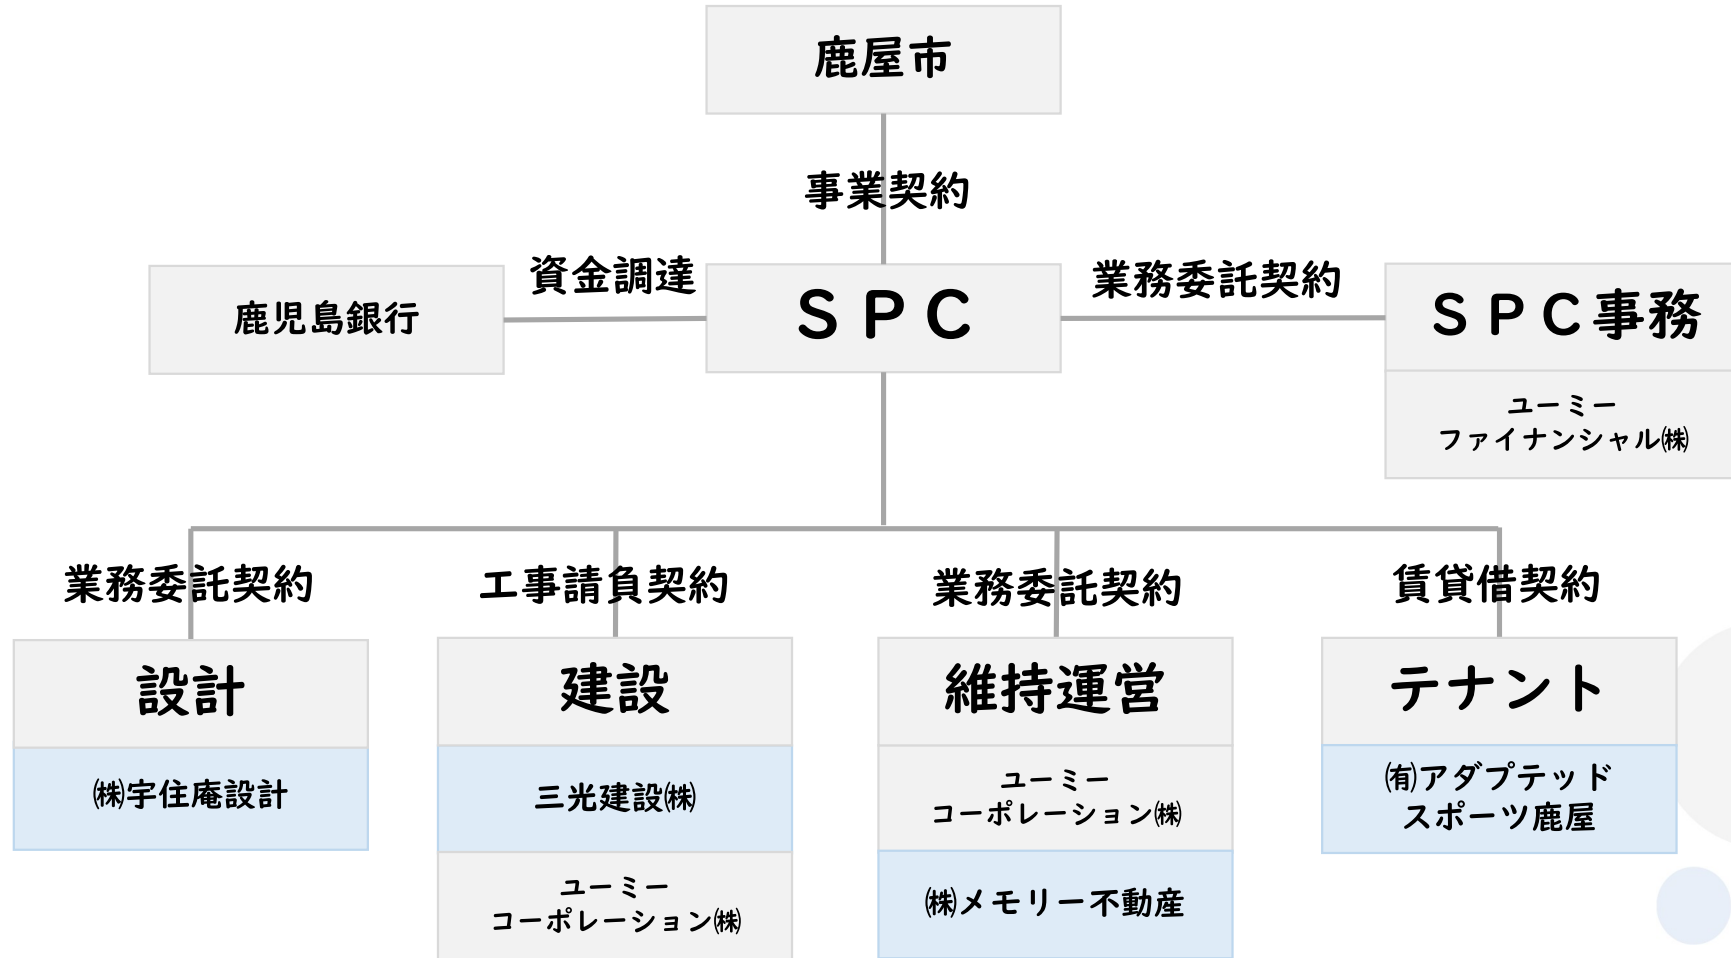 鹿屋市
事業契約
資金調達
業務委託契約
鹿児島銀行
ＳＰＣ
ＳＰＣ事務
ユーミー
ファイナンシャル㈱
業務委託契約
工事請負契約
業務委託契約
賃貸借契約
設計
建設
維持運営
テナント
㈱宇住庵設計
三光建設㈱
ユーミー
コーポレーション㈱
㈲アダプテッド
スポーツ鹿屋
ユーミー
コーポレーション㈱
㈱メモリー不動産